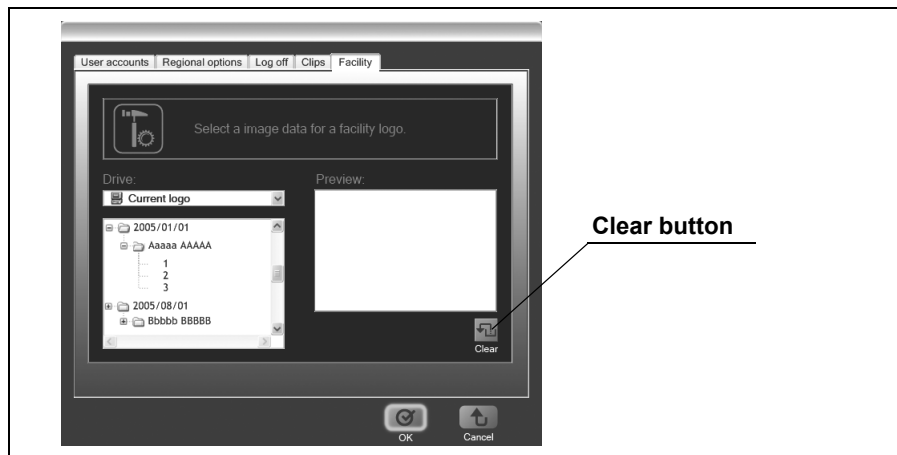 User accounts Regional options Log off Clips Facility
Select a image data for a facility logo.
Drive:
Current logo
2005/01/01
Aaaaa AAAAA
1
2
3
2005/08/01
Bbbbb BBBBB
Preview:
Clear
Clear button
OK Cancel